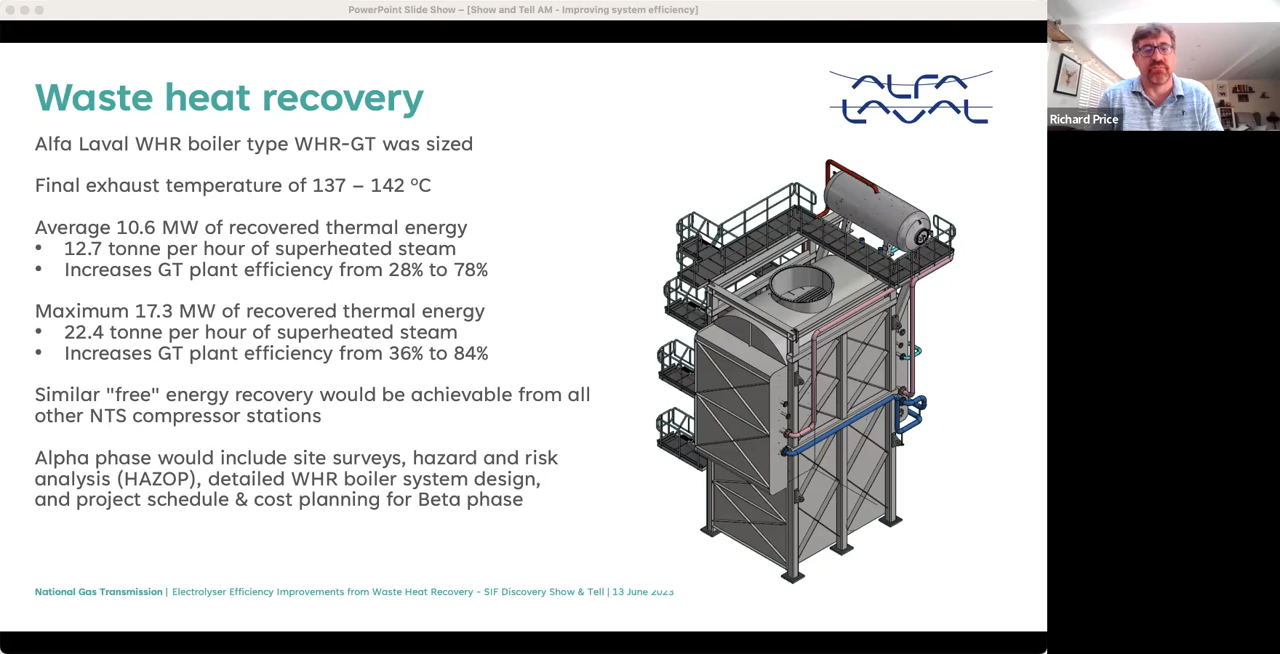 PowerPoint Slide Show – [Show and Tell AM - Improving system efficiency]
Waste heat recovery
ALFA
LAVAL
Richard Price
Alfa Laval WHR boiler type WHR-GT was sized
Final exhaust temperature of 137 – 142 ºC
Average 10.6 MW of recovered thermal energy
• 12.7 tonne per hour of superheated steam
• Increases GT plant efficiency from 28% to 78%
Maximum 17.3 MW of recovered thermal energy
• 22.4 tonne per hour of superheated steam
• Increases GT plant efficiency from 36% to 84%
Similar "free" energy recovery would be achievable from all
other NTS compressor stations
Alpha phase would include site surveys, hazard and risk
analysis (HAZOP), detailed WHR boiler system design,
and project schedule & cost planning for Beta phase
National Gas Transmission | Electrolyser Efficiency Improvements from Waste Heat Recovery - SIF Discovery Show & Tell | 13 June 2023